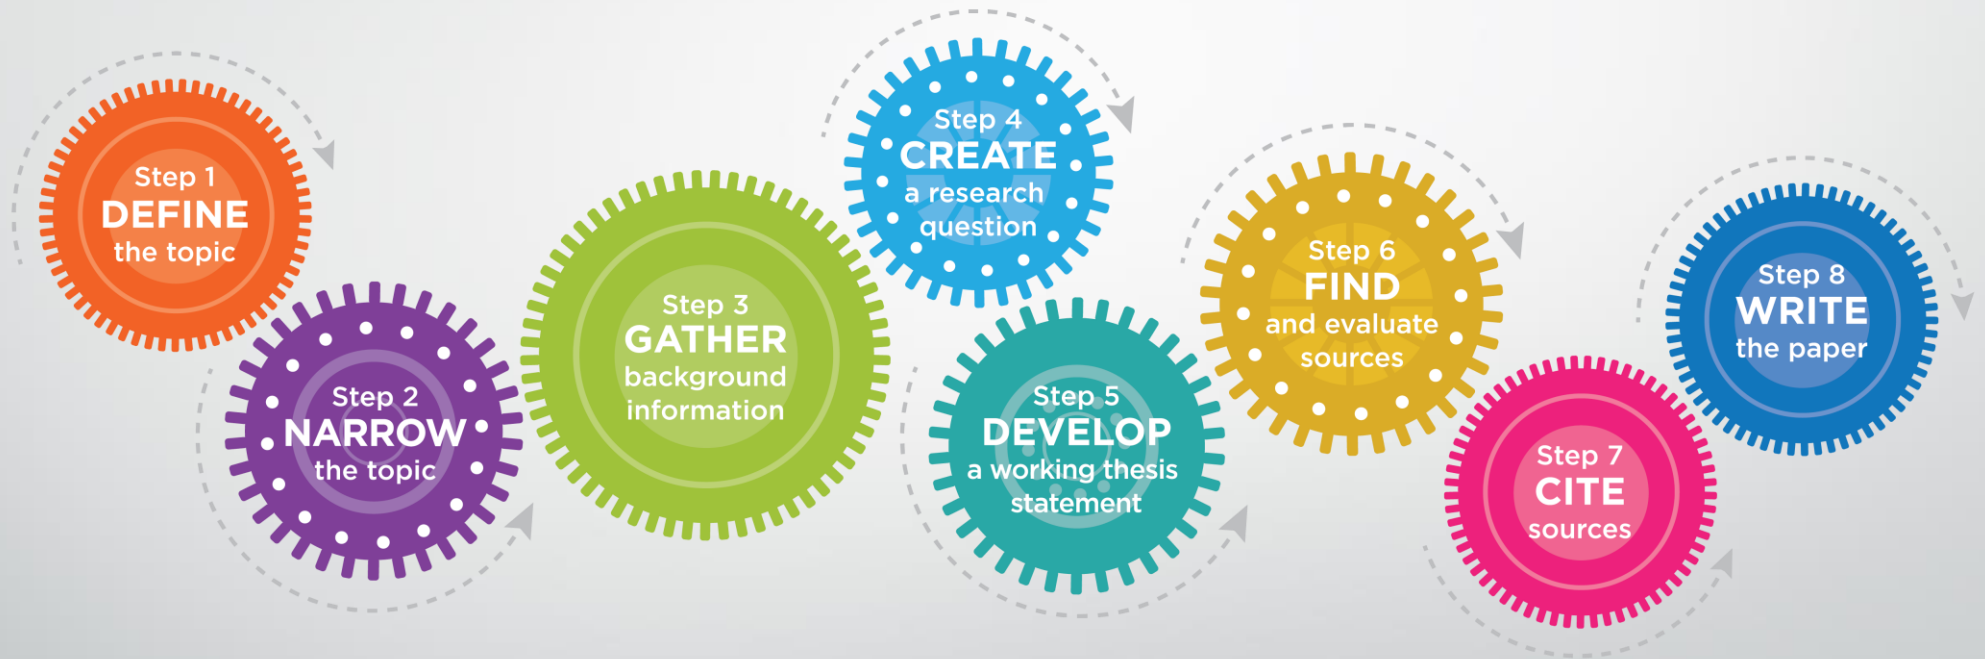 Step 1
DEFINE
the topic
Step 2
NARROW
the topic
Step 3
GATHER
background
information
Step 4
CREATE
a research
question
Step 5
DEVELOP
a working thesis
statement
Step 6
FIND
and evaluate
sources
Step 7
CITE
sources
Step 8
WRITE
the paper